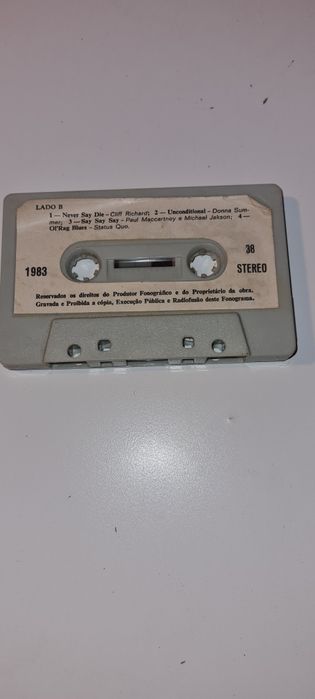 LADO B
1 — Never Say Die – Cliff Richard; 2 — Unconditional – Donna Sum-
mer; 3 — Say Say Say – Paul Maccartney e Michael Jakson; 4 —
Ol'Rag Blues – Status Quo.
1983
38
STEREO
Reservados os direitos do Produtor Fonográfico e do Proprietário da obra.
Gravada e Proibida a cópia, Execução Pública e Radiofusão deste Fonograma.